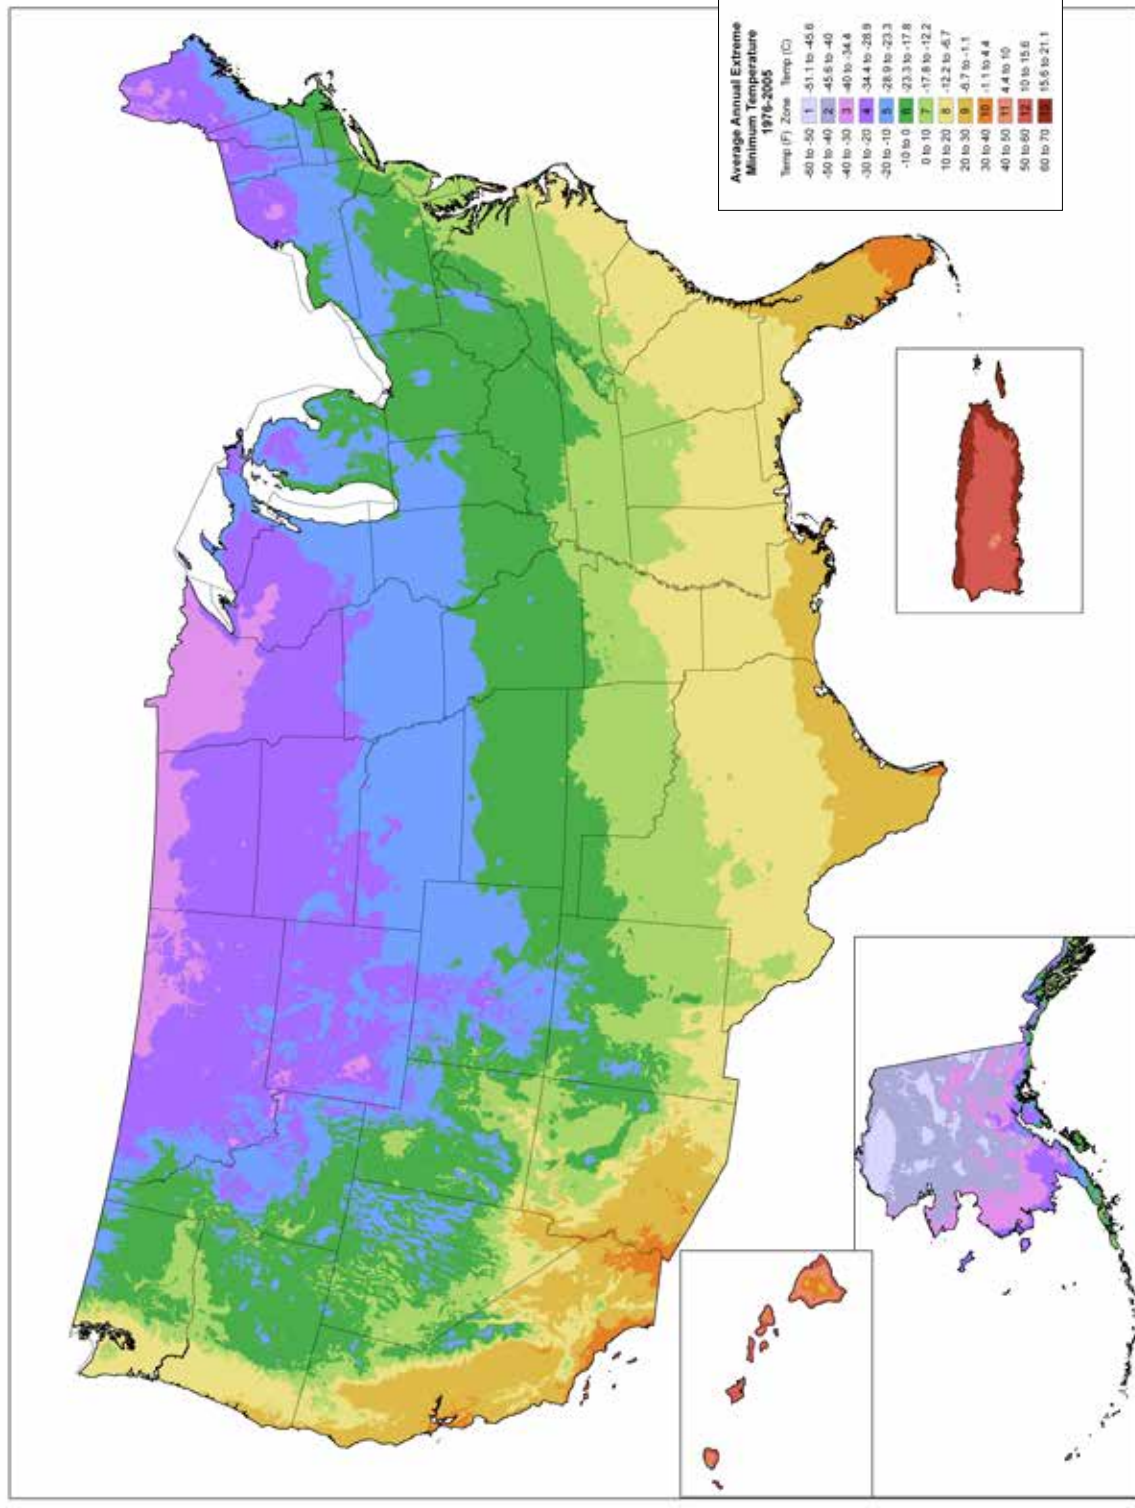 Average Annual Extreme
Minimum Temperature
1976-2005
Temp (F) Zone Temp (C)
-60 to -50 1 -51.1 to -45.6
-50 to -40 2 -45.6 to -40
-40 to -30 3 -40 to -34.4
-30 to -20 4 -34.4 to -28.9
-20 to -10 5 -28.9 to -23.3
-10 to 0 6 -23.3 to -17.8
0 to 10 7 -17.8 to -12.2
10 to 20 8 -12.2 to -6.7
20 to 30 9 -6.7 to -1.1
30 to 40 10 -1.1 to 4.4
40 to 50 11 4.4 to 10
50 to 60 12 10 to 15.6
60 to 70 13 15.6 to 21.1